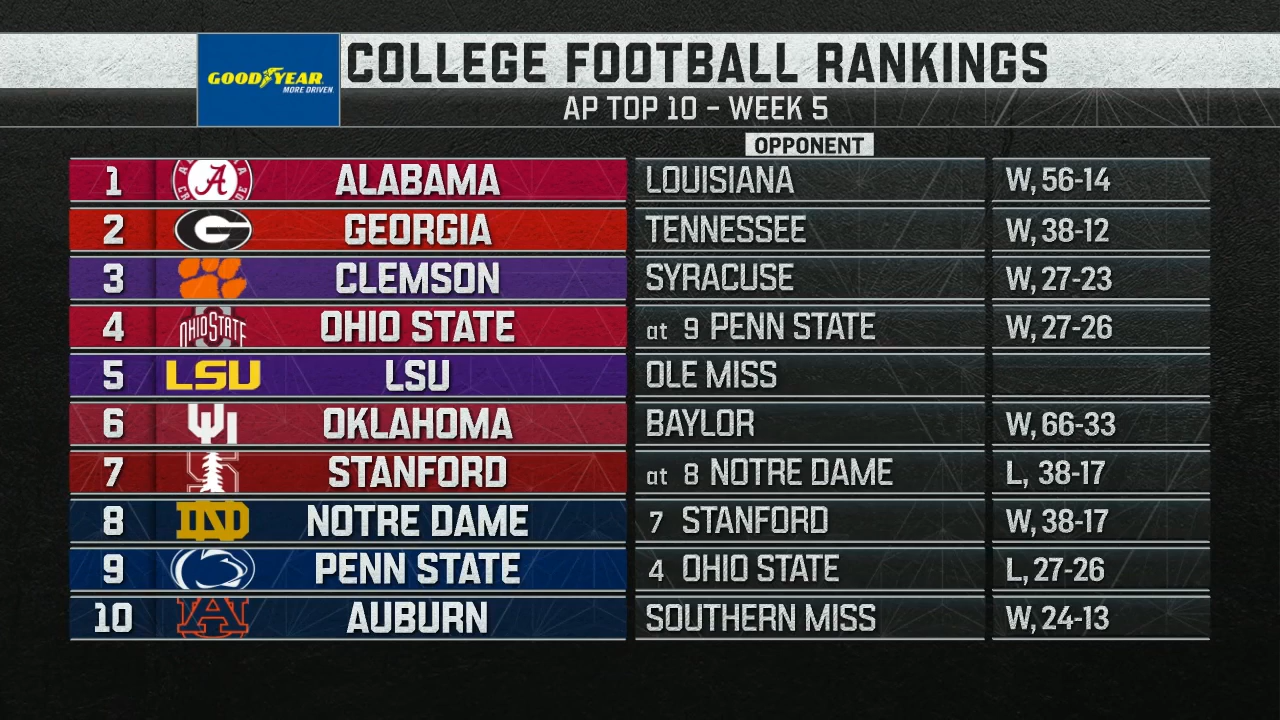 GOODYEAR
MORE DRIVEN.
COLLEGE FOOTBALL RANKINGS
AP TOP 10 – WEEK 5
OPPONENT
1 A ALABAMA LOUISIANA W, 56-14
2 G GEORGIA TENNESSEE W, 38-12
3 CLEMSON SYRACUSE W, 27-23
4 OHIO STATE OHIO STATE at 9 PENN STATE W, 27-26
5 LSU LSU OLE MISS
6 OU OKLAHOMA BAYLOR W, 66-33
7 S STANFORD at 8 NOTRE DAME L, 38-17
8 ND NOTRE DAME 7 STANFORD W, 38-17
9 PENN STATE 4 OHIO STATE L, 27-26
10 AU AUBURN SOUTHERN MISS W, 24-13